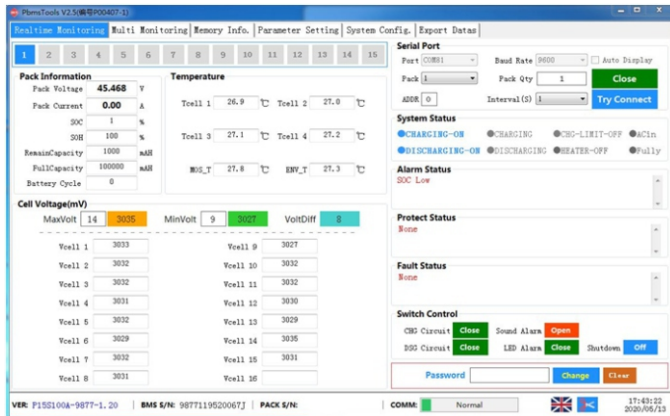 PbmsTools V2.5(编号P00407-1)
Realtime Monitoring Multi Monitoring Memory Info. Parameter Setting System Config. Export Datas
1 2 3 4 5 6 7 8 9 10 11 12 13 14 15
Pack Information
Pack Voltage 45.468 V
Pack Current 0.00 A
SOC 1 %
SOH 100 %
RemainCapacity 1000 mAH
FullCapacity 100000 mAH
Battery Cycle 0
Temperature
Tcell 1 26.9 ℃ Tcell 2 27.0 ℃
Tcell 3 27.1 ℃ Tcell 4 27.2 ℃
MOS_T 27.8 ℃ ENV_T 27.3 ℃
Cell Voltage(mV)
MaxVolt 14 3035 MinVolt 9 3027 VoltDiff 8
Vcell 1 3033 Vcell 9 3027
Vcell 2 3032 Vcell 10 3032
Vcell 3 3032 Vcell 11 3032
Vcell 4 3031 Vcell 12 3030
Vcell 5 3032 Vcell 13 3029
Vcell 6 3029 Vcell 14 3035
Vcell 7 3032 Vcell 15 3031
Vcell 8 3031 Vcell 16
Serial Port
Port COM81 Baud Rate 9600 Auto Display
Pack 1 Pack Qty 1 Close
ADDR 0 Interval(S) 1 Try Connect
System Status
CHARGING-ON CHARGING CHG-LIMIT-OFF ACin
DISCHARGING-ON DISCHARGING HEATER-OFF Fully
Alarm Status
SOC Low
Protect Status
None
Fault Status
None
Switch Control
CHG Circuit Close Sound Alarm Open
DSG Circuit Close LED Alarm Close Shutdown Off
Password Change Clear
VER: P15S100A-9877-1.20 BMS S/N: 9877119520067J PACK S/N: COMM: Normal 17:43:22
2020/05/13